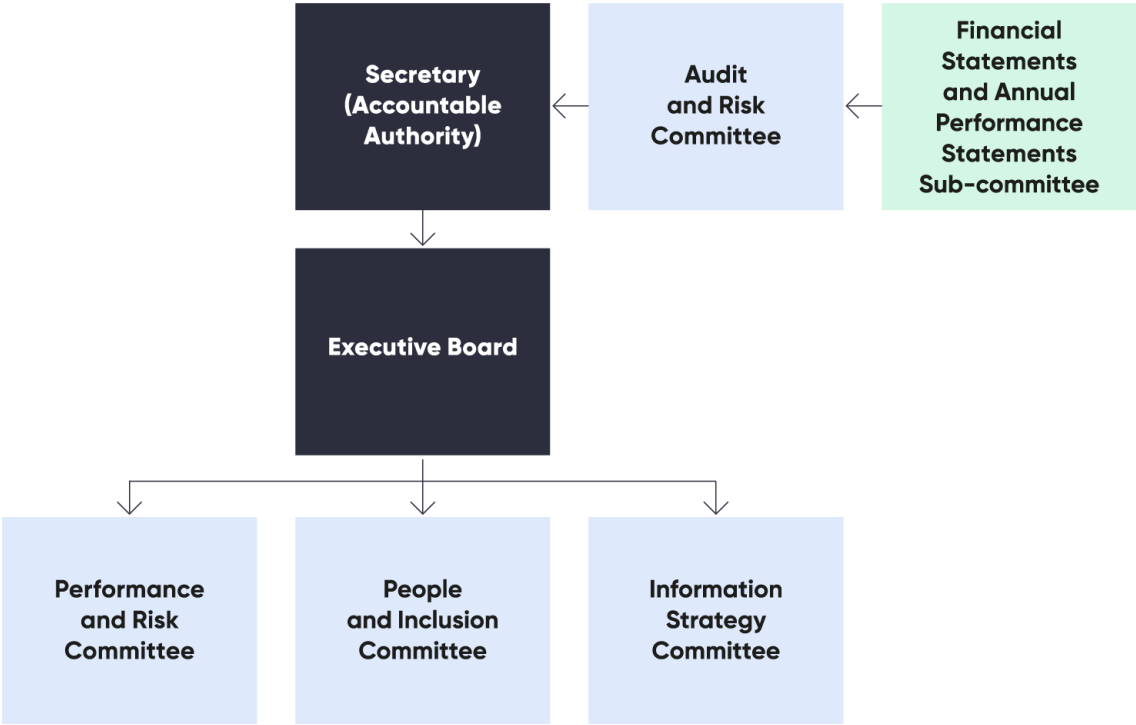 Secretary
(Accountable
Authority)
Audit
and Risk
Committee
Financial
Statements
and Annual
Performance
Statements
Sub-committee
Executive Board
Performance
and Risk
Committee
People
and Inclusion
Committee
Information
Strategy
Committee